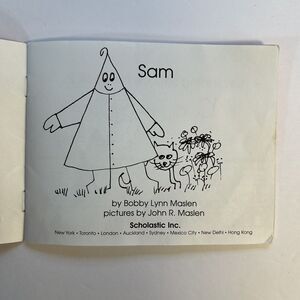 Sam
by Bobby Lynn Maslen
pictures by John R. Maslen
Scholastic Inc.
New York • Toronto • London • Auckland • Sydney • Mexico City • New Delhi • Hong Kong